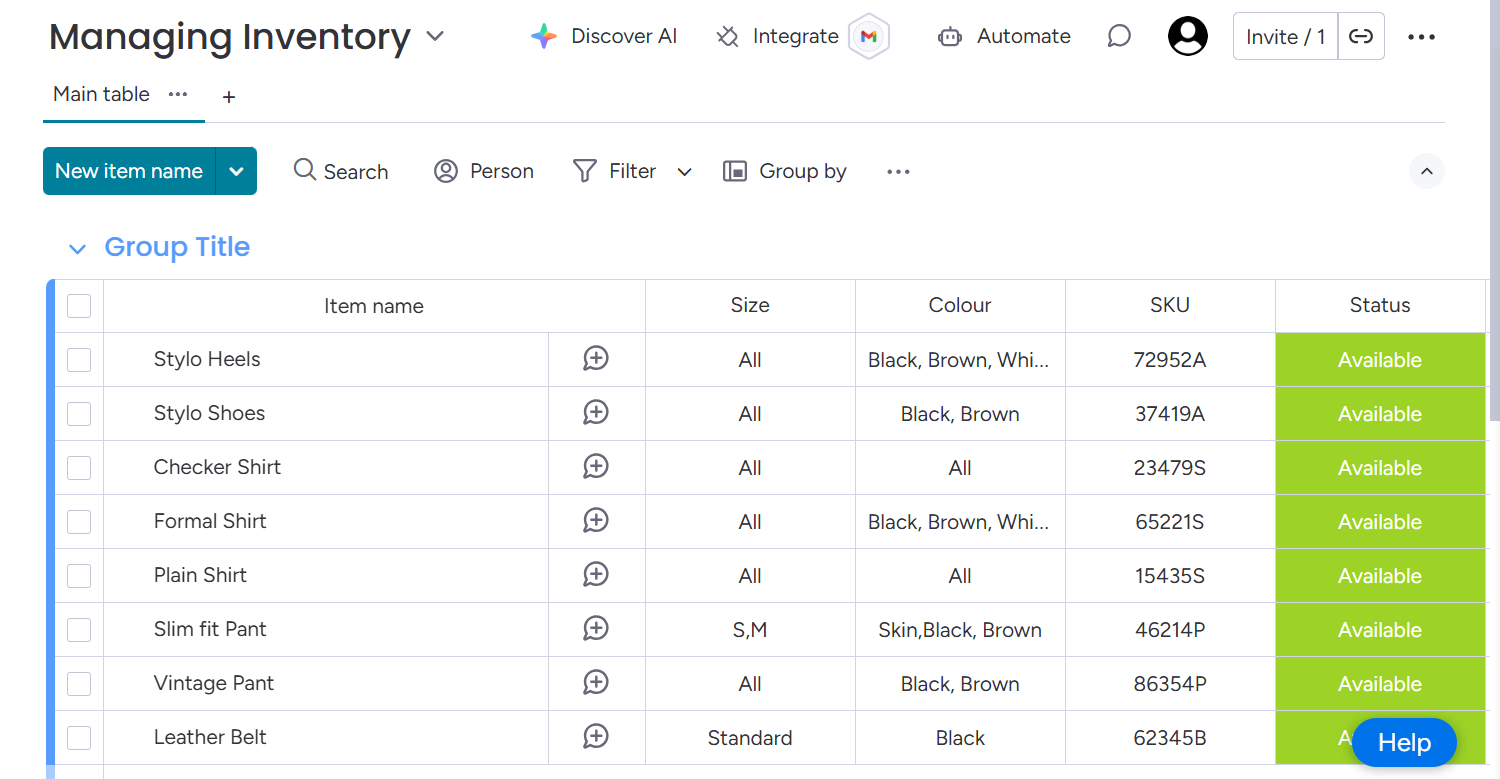 Managing Inventory Discover AI Integrate Automate Invite / 1
Main table
New item name Search Person Filter Group by
Group Title
Item name Size Colour SKU Status
Stylo Heels All Black, Brown, Whi... 72952A Available
Stylo Shoes All Black, Brown 37419A Available
Checker Shirt All All 23479S Available
Formal Shirt All Black, Brown, Whi... 65221S Available
Plain Shirt All All 15435S Available
Slim fit Pant S,M Skin,Black, Brown 46214P Available
Vintage Pant All Black, Brown 86354P Available
Leather Belt Standard Black 62345B
Help